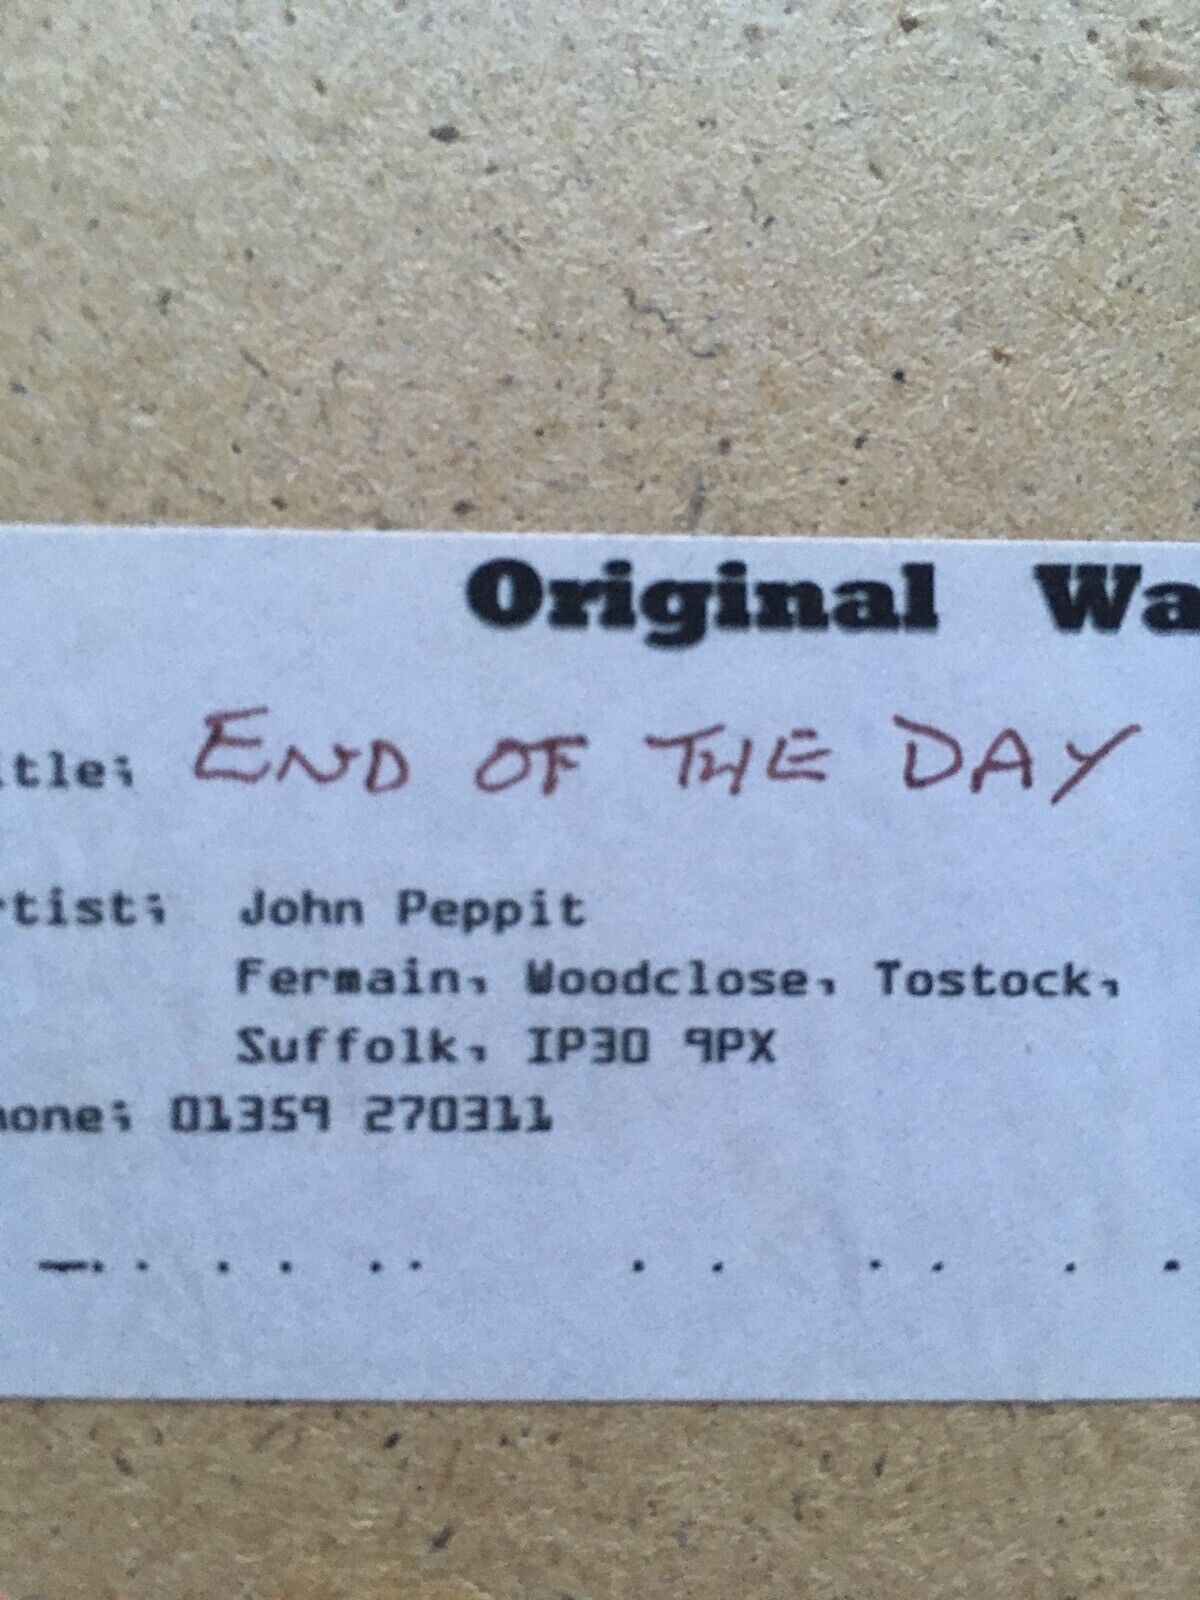 Original Wa
itle; END OF THE DAY
rtist; John Peppit
Fermain, Woodclose, Tostock,
Suffolk, IP30 9PX
hone; 01359 270311